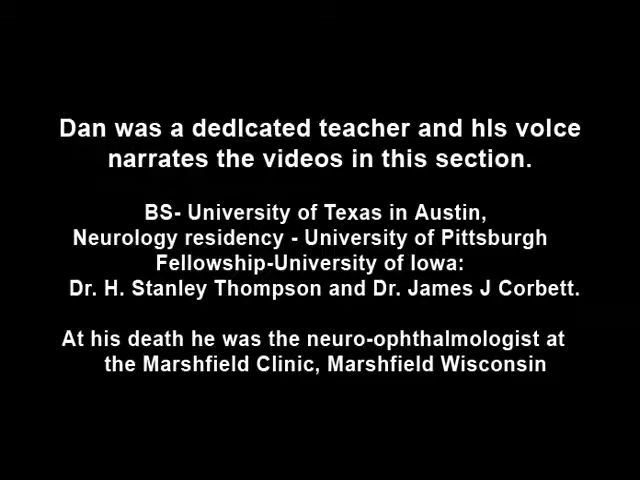 Dan was a dedicated teacher and his voice
narrates the videos in this section.
BS- University of Texas in Austin,
Neurology residency - University of Pittsburgh
Fellowship-University of Iowa:
Dr. H. Stanley Thompson and Dr. James J Corbett.
At his death he was the neuro-ophthalmologist at
the Marshfield Clinic, Marshfield Wisconsin